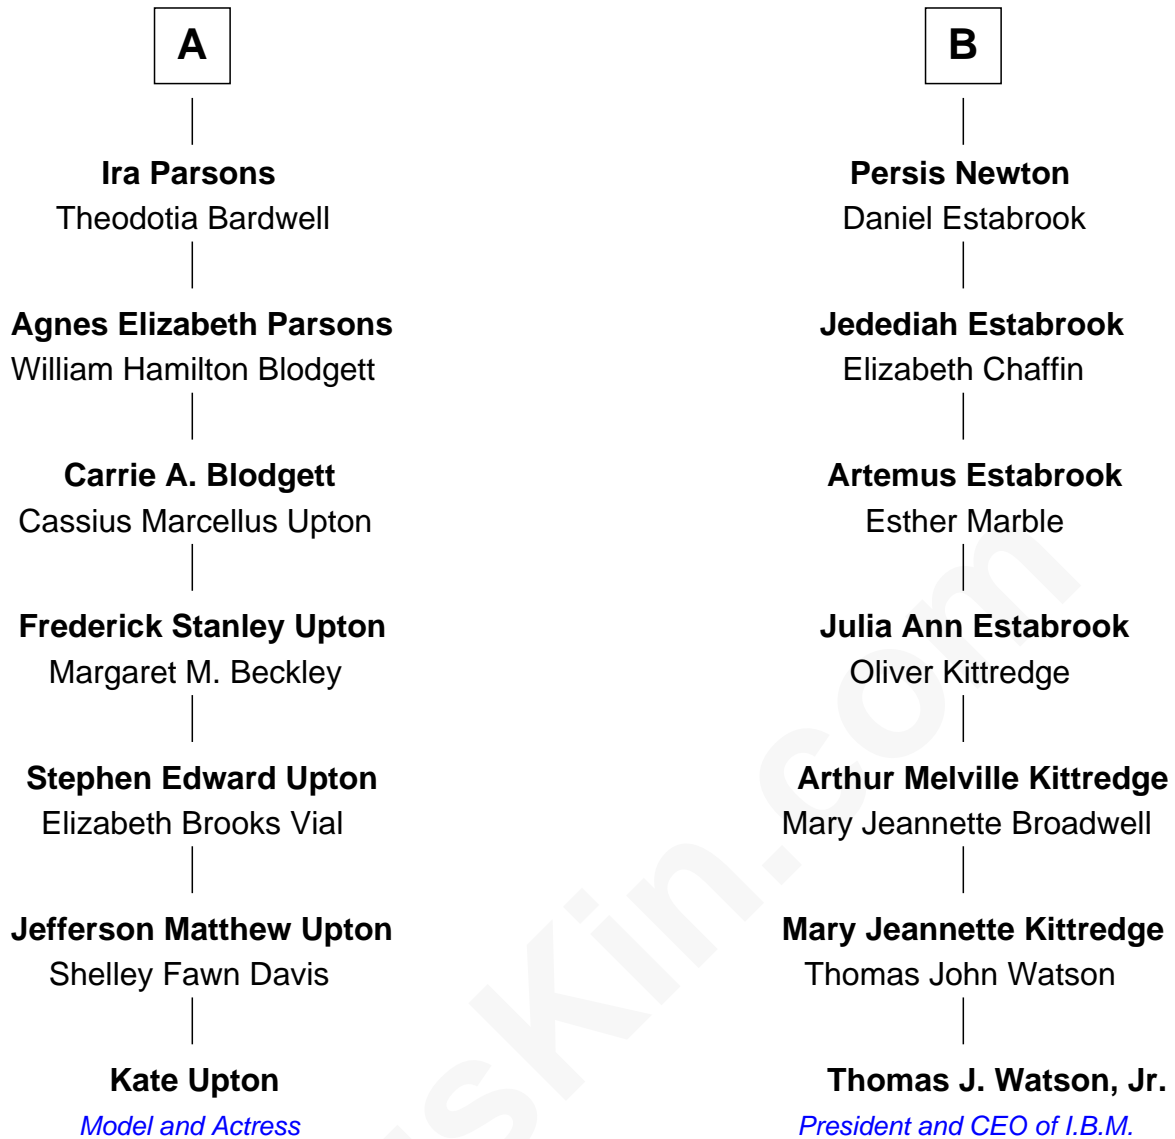 A
Ira Parsons
Theodotia Bardwell
Agnes Elizabeth Parsons
William Hamilton Blodgett
Carrie A. Blodgett
Cassius Marcellus Upton
Frederick Stanley Upton
Margaret M. Beckley
Stephen Edward Upton
Elizabeth Brooks Vial
Jefferson Matthew Upton
Shelley Fawn Davis
Kate Upton
Model and Actress
B
Persis Newton
Daniel Estabrook
Jedediah Estabrook
Elizabeth Chaffin
Artemus Estabrook
Esther Marble
Julia Ann Estabrook
Oliver Kittredge
Arthur Melville Kittredge
Mary Jeannette Broadwell
Mary Jeannette Kittredge
Thomas John Watson
Thomas J. Watson, Jr.
President and CEO of I.B.M.
sKin.com